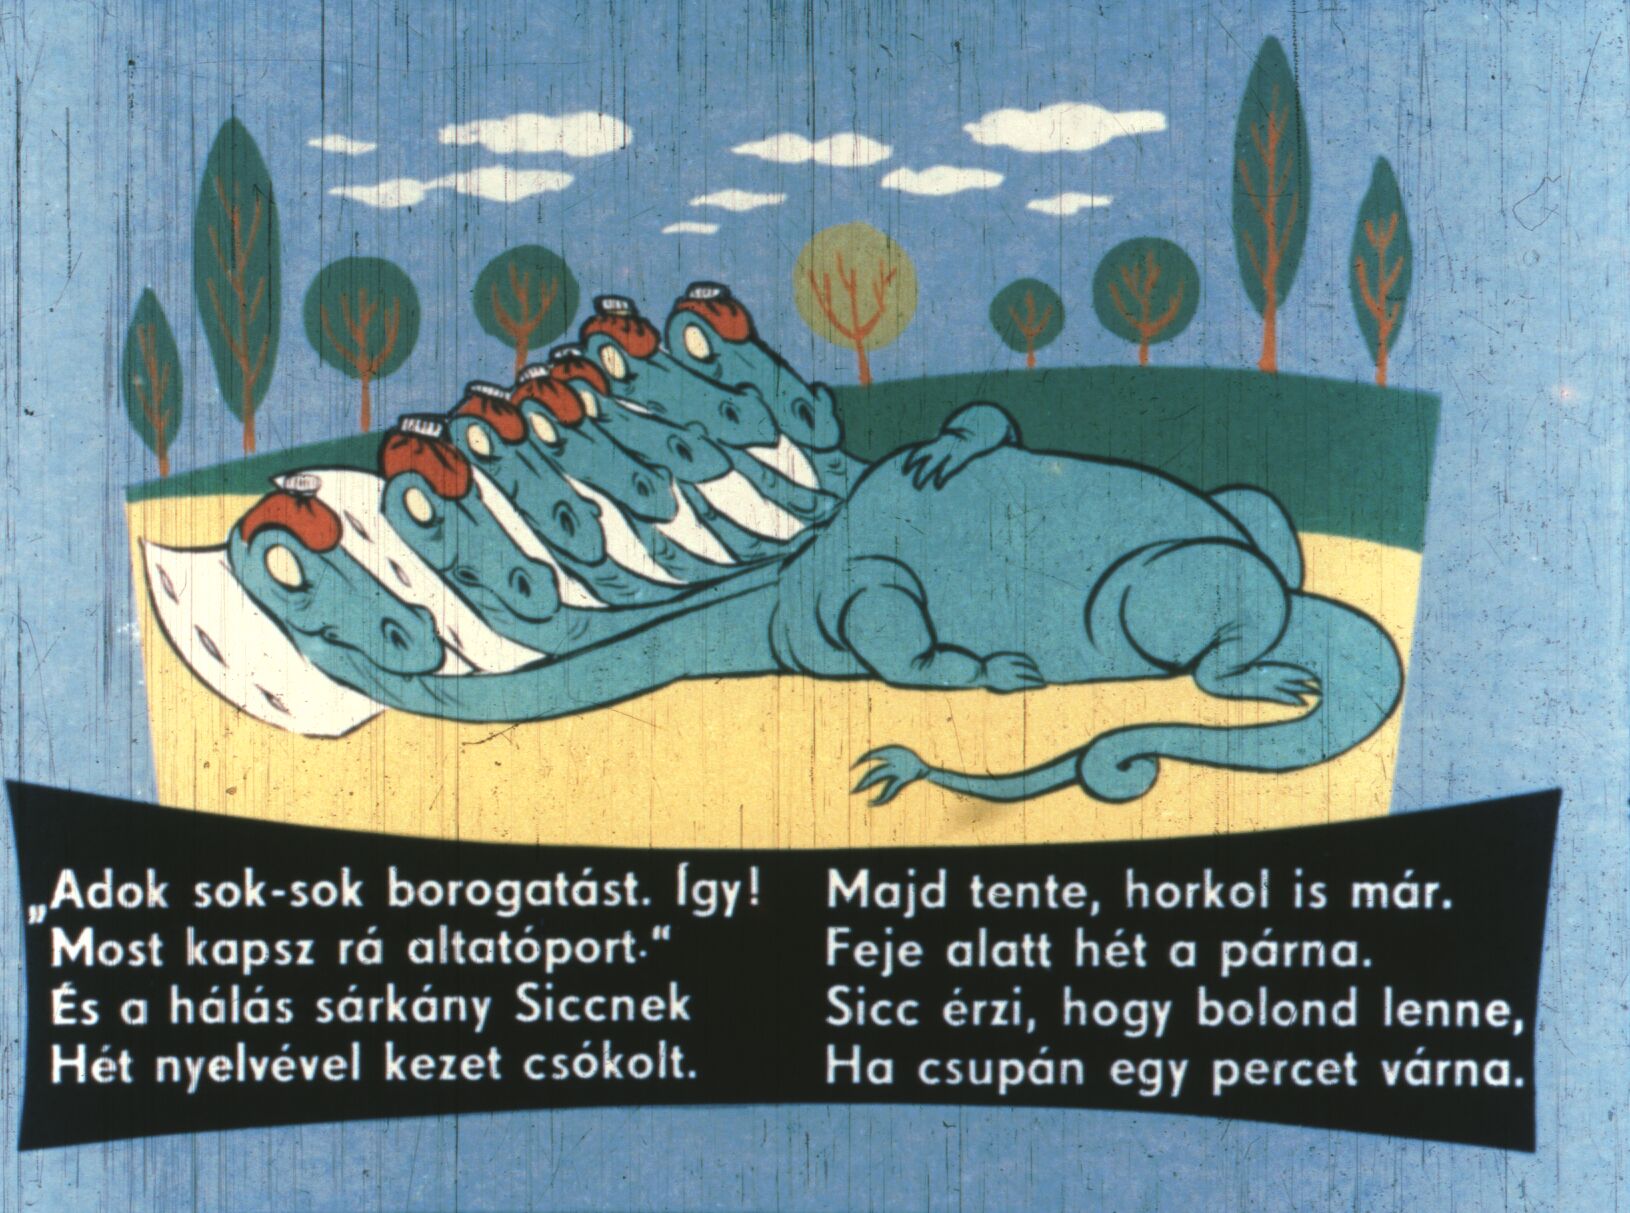 „Adok sok-sok borogatást. Így!
Most kapsz rá altatóport.“
És a hálás sárkány Siccnek
Hét nyelvével kezet csókolt.
Majd tente, horkol is már.
Feje alatt hét a párna.
Sicc érzi, hogy bolond lenne,
Ha csupán egy percet várna.